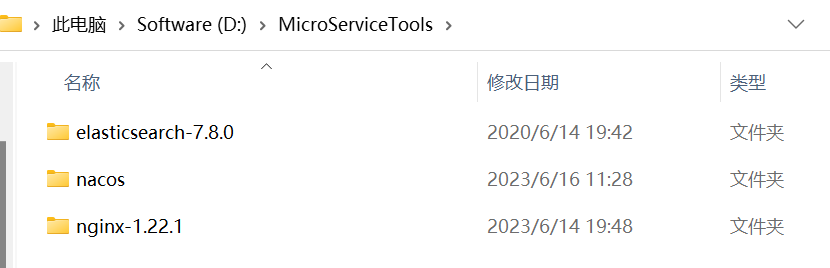 此电脑 > Software (D:) > MicroServiceTools >
名称 修改日期 类型
elasticsearch-7.8.0 2020/6/14 19:42 文件夹
nacos 2023/6/16 11:28 文件夹
nginx-1.22.1 2023/6/14 19:48 文件夹